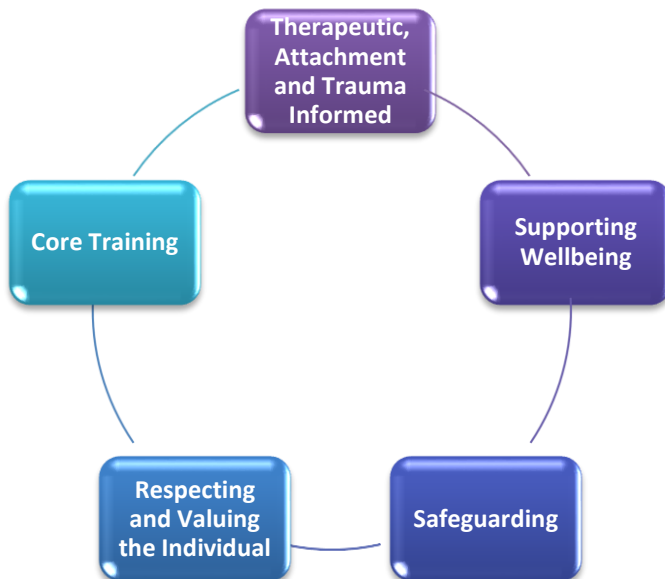 Therapeutic,
Attachment
and Trauma
Informed
Core Training
Supporting
Wellbeing
Respecting
and Valuing
the Individual
Safeguarding